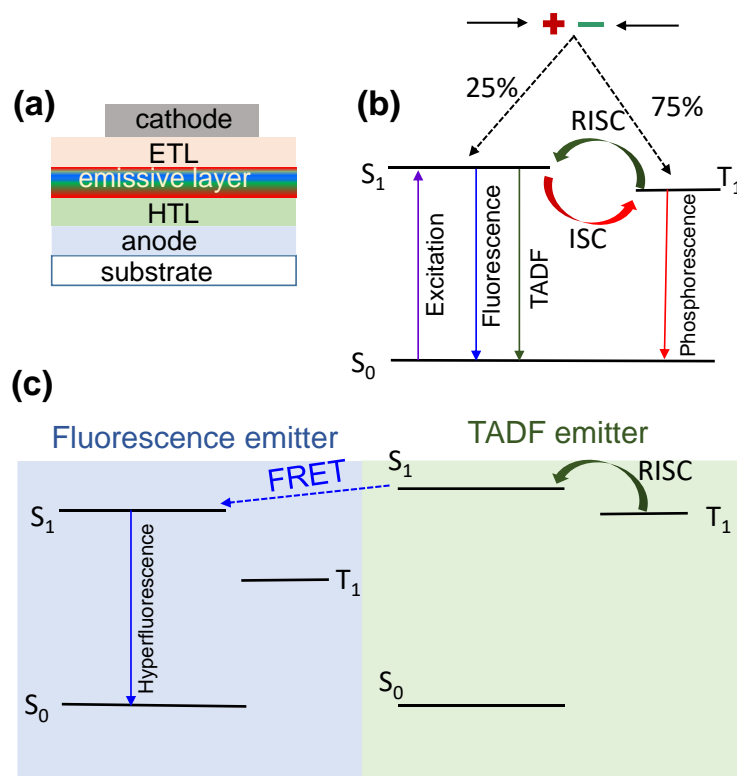 (a)
cathode
ETL
emissive layer
HTL
anode
substrate
(b)
+ −
25%
75%
RISC
S1
T1
ISC
Excitation
Fluorescence
TADF
Phosphorescence
S0
(c)
Fluorescence emitter
TADF emitter
FRET
S1
RISC
S1
T1
T1
Hyperfluorescence
S0
S0